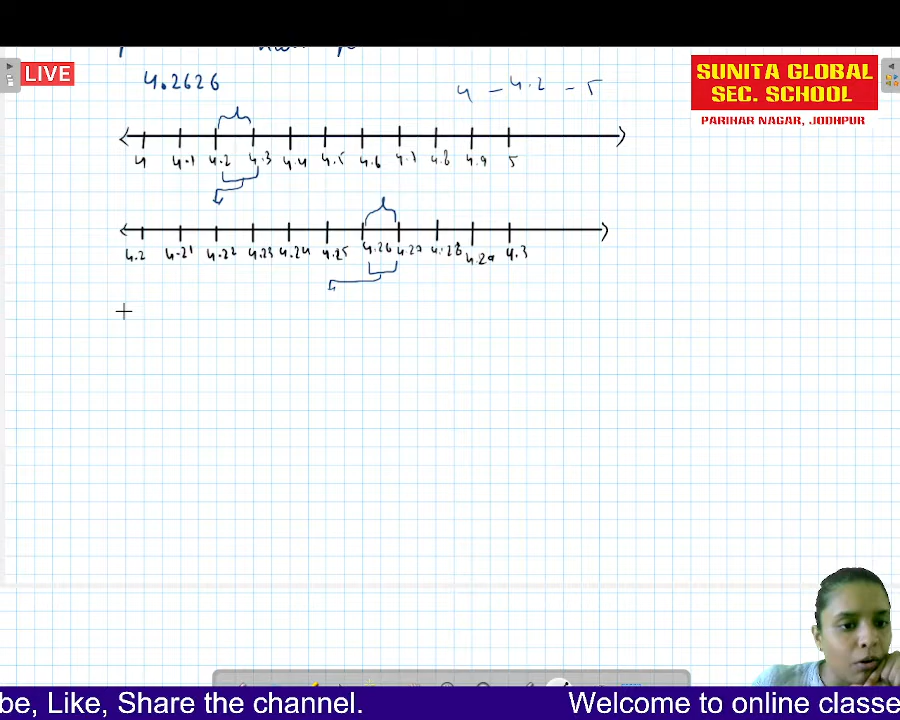 LIVE
SUNITA GLOBAL
SEC. SCHOOL
PARIHAR NAGAR, JODHPUR
4.2626
4 - 4.2 - 5
4 4.1 4.2 4.3 4.4 4.5 4.6 4.7 4.8 4.9 5
4.2 4.21 4.22 4.23 4.24 4.25 4.26 4.27 4.28 4.29 4.3
be, Like, Share the channel. Welcome to online classe